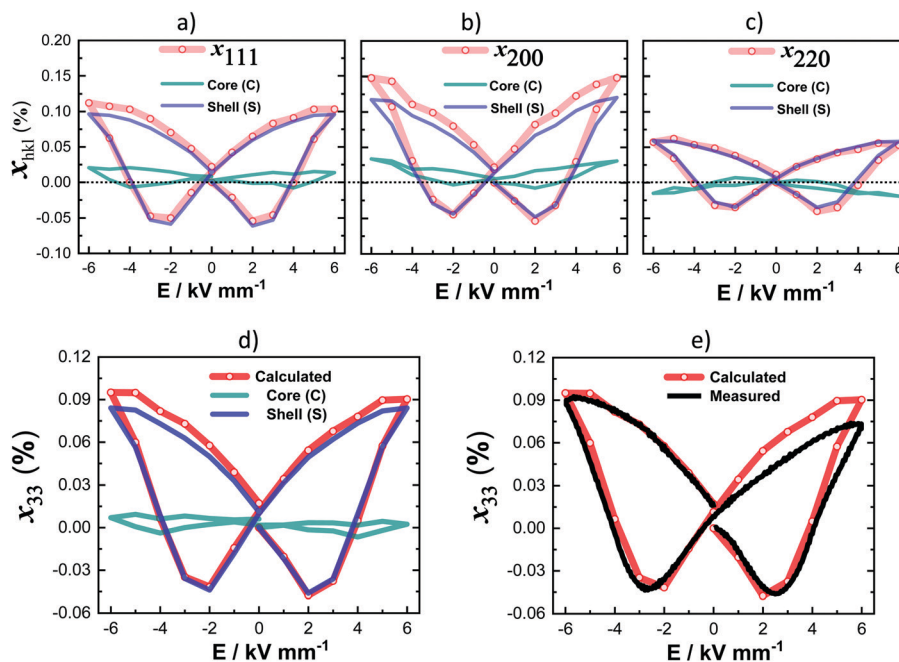 a)
b)
c)
x111
Core (C)
Shell (S)
x200
Core (C)
Shell (S)
x220
Core (C)
Shell (S)
xhkl (%)
0.20
0.15
0.10
0.05
0.00
-0.05
-0.10
-6 -4 -2 0 2 4 6
-6 -4 -2 0 2 4 6
-6 -4 -2 0 2 4 6
E / kV mm⁻¹
E / kV mm⁻¹
E / kV mm⁻¹
d)
e)
Calculated
Core (C)
Shell (S)
x33 (%)
0.12
0.09
0.06
0.03
0.00
-0.03
-0.06
-6 -4 -2 0 2 4 6
E / kV mm⁻¹
Calculated
Measured
x33 (%)
0.12
0.09
0.06
0.03
0.00
-0.03
-0.06
-6 -4 -2 0 2 4 6
E / kV mm⁻¹